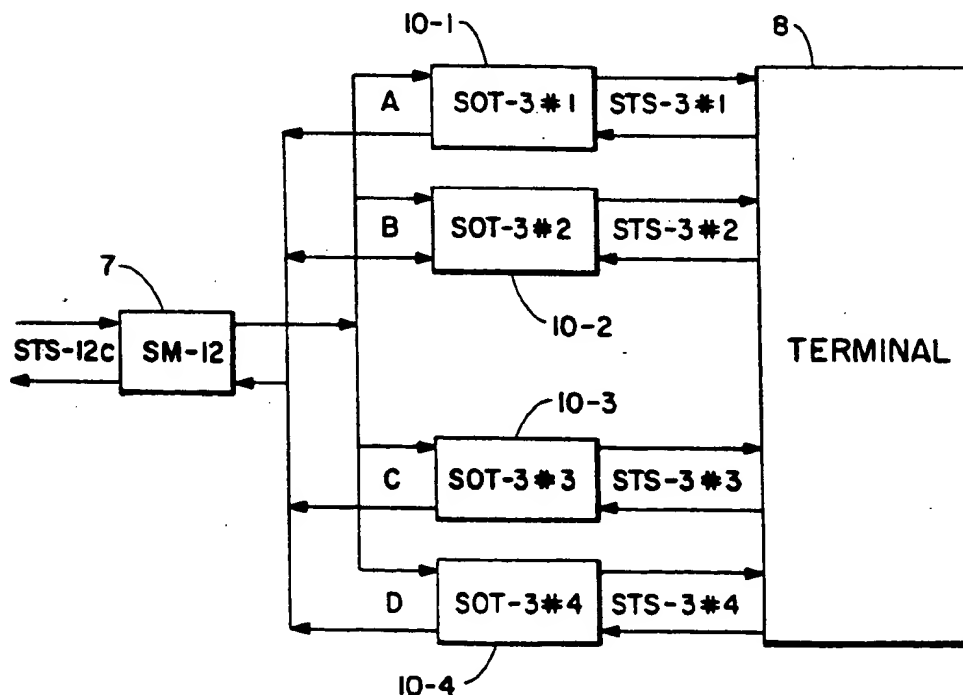 10-1
8
A
SOT-3#1
STS-3#1
B
SOT-3#2
STS-3#2
7
10-2
STS-12c
SM-12
TERMINAL
10-3
C
SOT-3#3
STS-3#3
D
SOT-3#4
STS-3#4
10-4